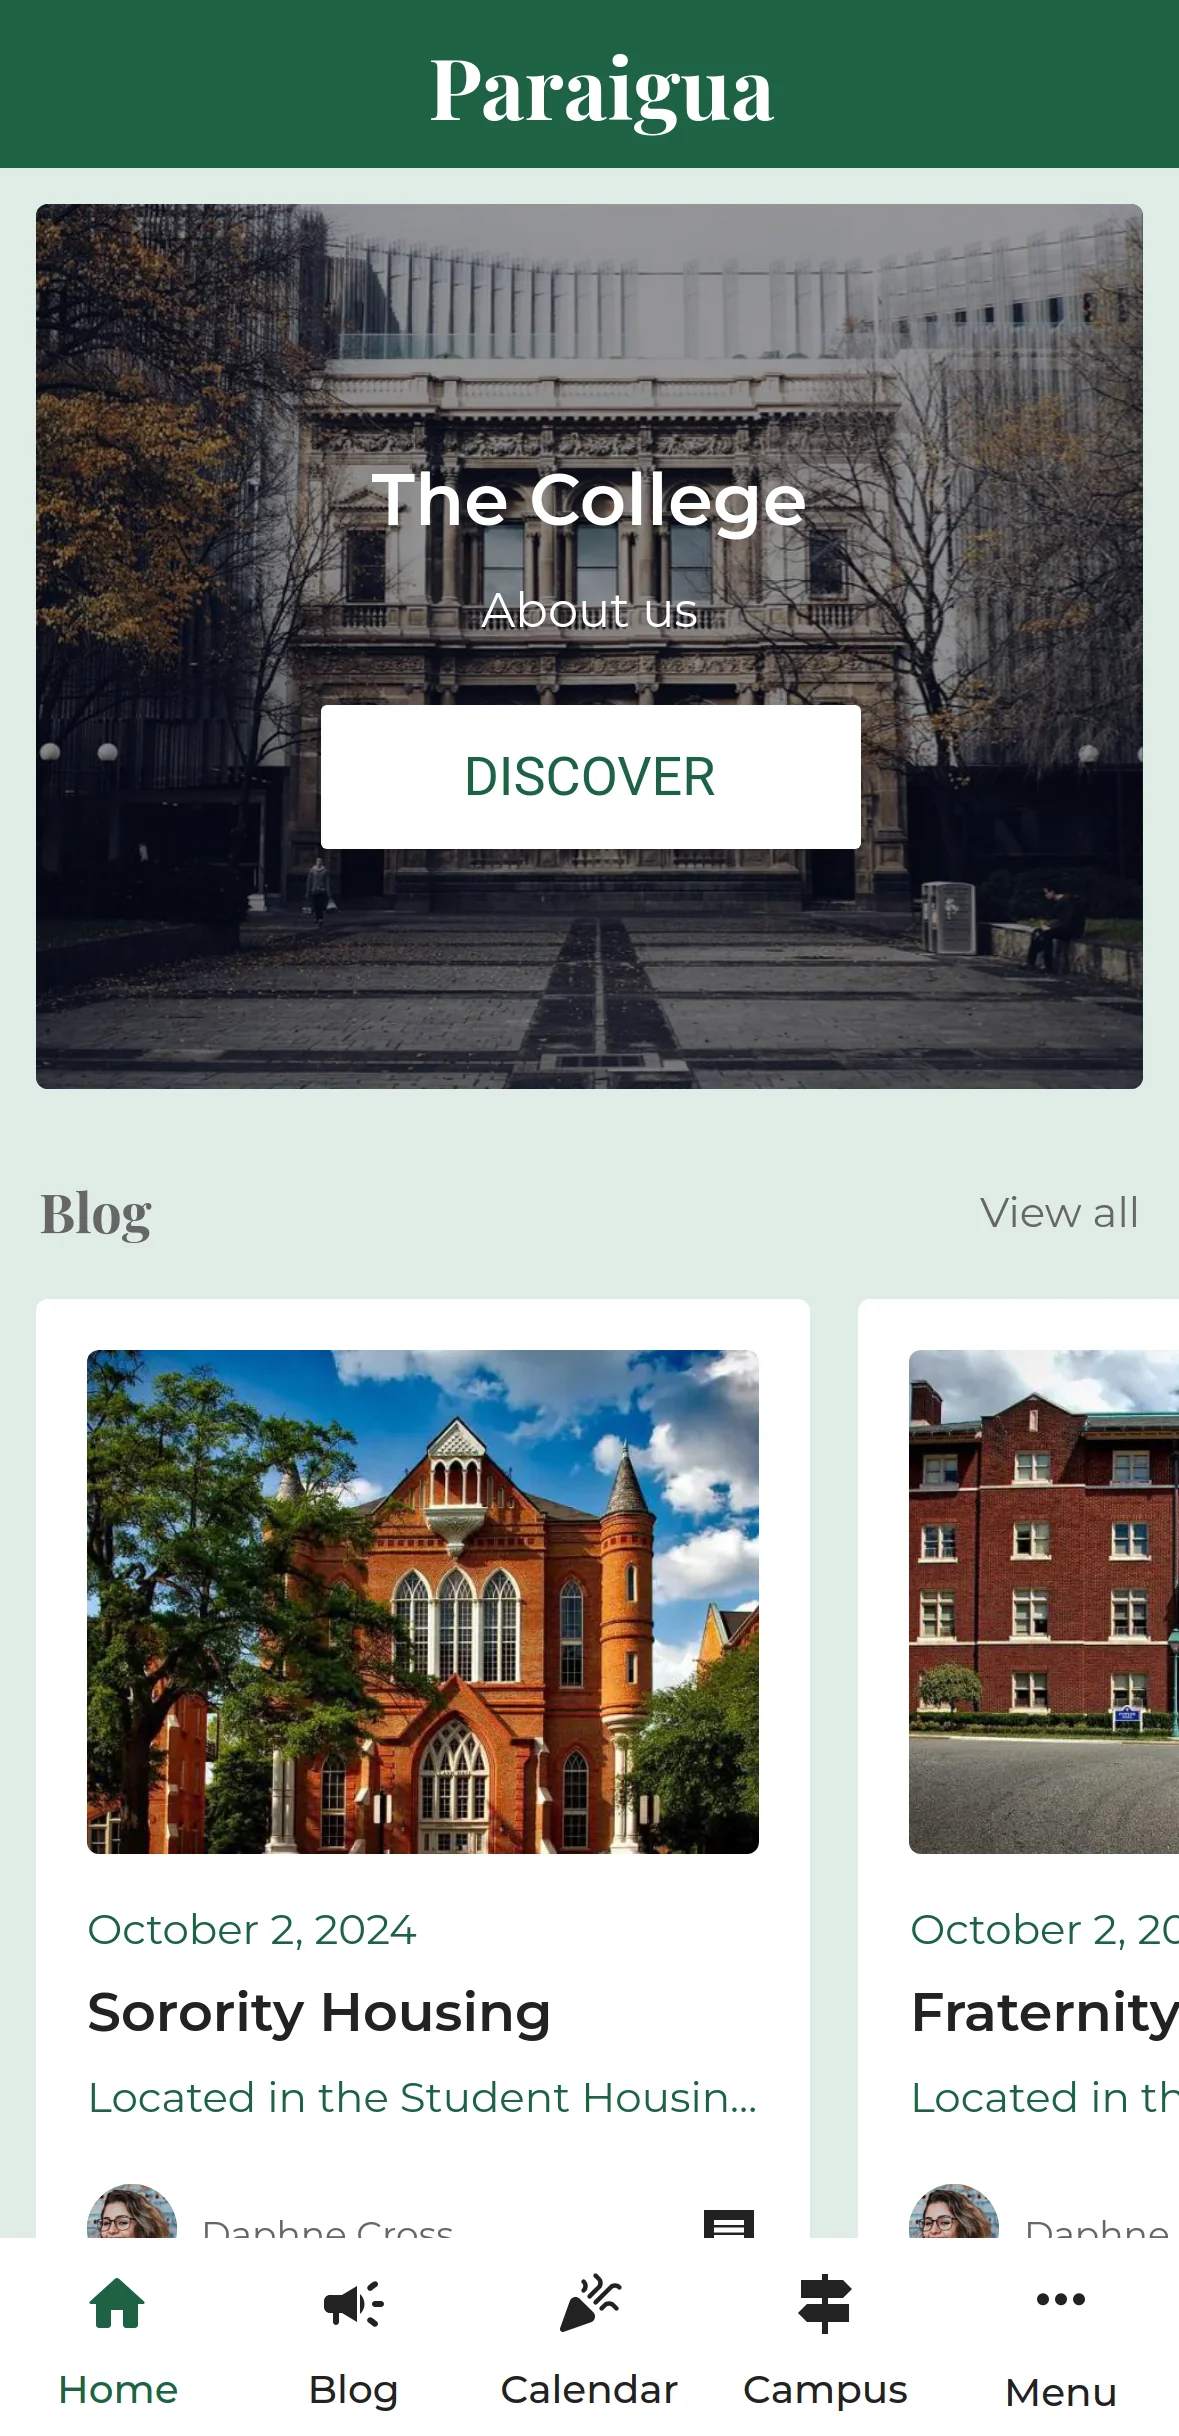 Paraigua
The College
About us
DISCOVER
Blog
View all
October 2, 2024
Sorority Housing
Located in the Student Housin...
Daphne Cross
October 2, 20
Fraternity
Located in th
Daphne
Home
Blog
Calendar
Campus
Menu